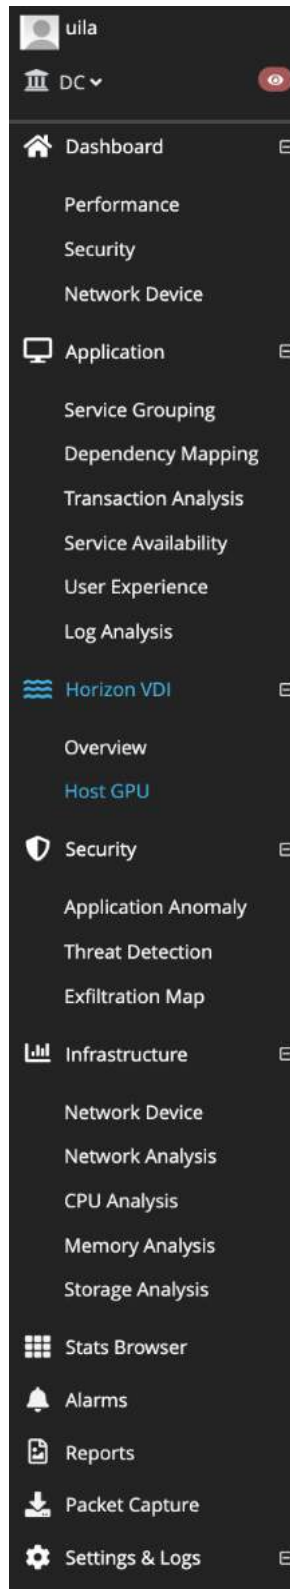 uila
DC
Dashboard
Performance
Security
Network Device
Application
Service Grouping
Dependency Mapping
Transaction Analysis
Service Availability
User Experience
Log Analysis
Horizon VDI
Overview
Host GPU
Security
Application Anomaly
Threat Detection
Exfiltration Map
Infrastructure
Network Device
Network Analysis
CPU Analysis
Memory Analysis
Storage Analysis
Stats Browser
Alarms
Reports
Packet Capture
Settings & Logs